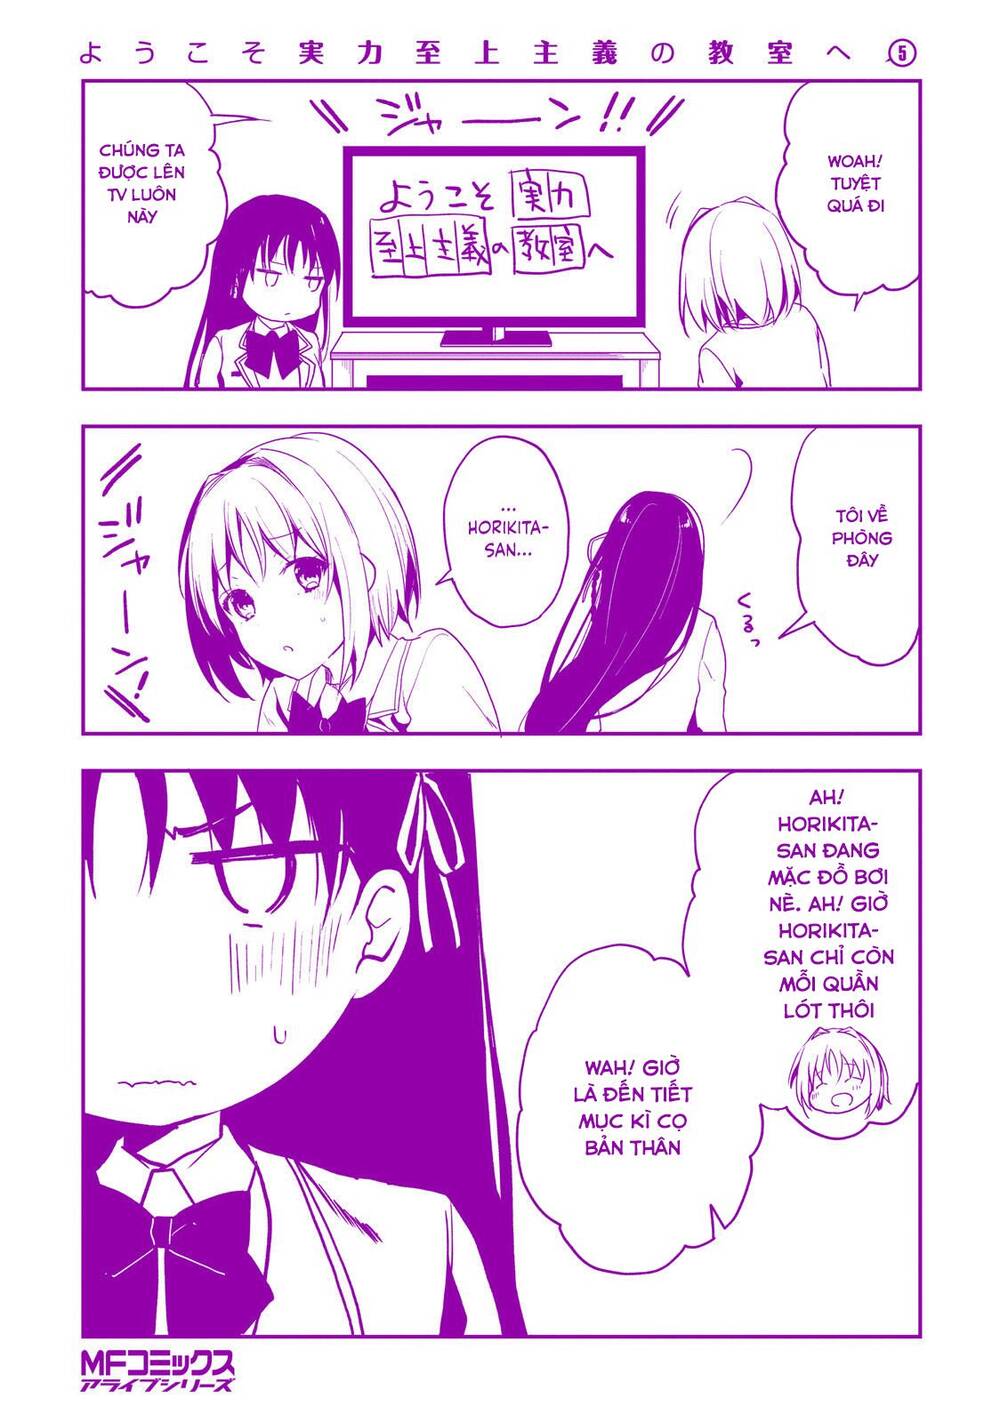 ようこそ実力至上主義の教室へ 5
WOAH!
TUYỆT
QUÁ ĐI
ジャーン!!
ようこそ 実力
至上主義の教室へ
CHÚNG TA
ĐƯỢC LÊN
TV LUÔN
NÀY
TÔI VỀ
PHÒNG
ĐÂY
くるっ
...
HORIKITA-
SAN...
ジャーン!
AH!
HORIKITA-
SAN ĐANG
MẶC ĐỒ BƠI
NÈ. AH! GIỜ
HORIKITA-
SAN CHỈ CÒN
MỖI QUẦN
LÓT THÔI
WAH! GIỜ
LÀ ĐẾN TIẾT
MỤC KÌ CỌ
BẢN THÂN
MFコミックス
アライブシリーズ